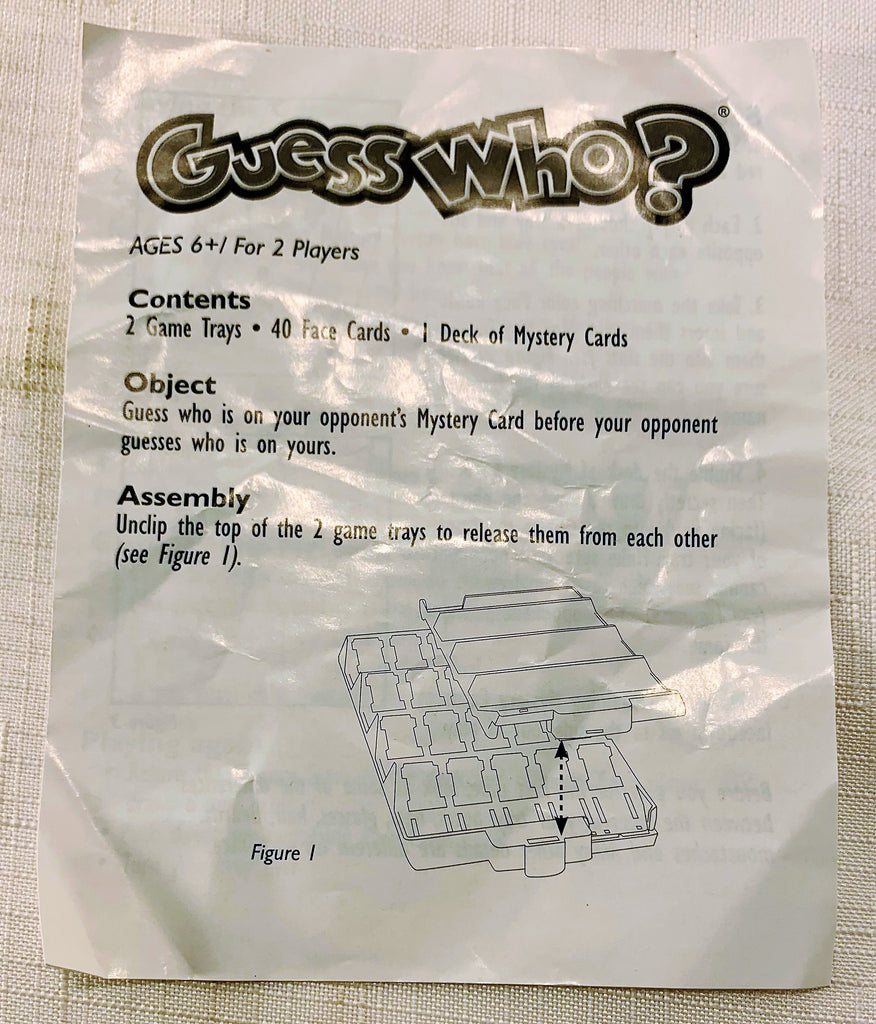 Guess Who?®
AGES 6+/ For 2 Players
Contents
2 Game Trays • 40 Face Cards • 1 Deck of Mystery Cards
Object
Guess who is on your opponent's Mystery Card before your opponent
guesses who is on yours.
Assembly
Unclip the top of the 2 game trays to release them from each other
(see Figure 1).
Figure 1